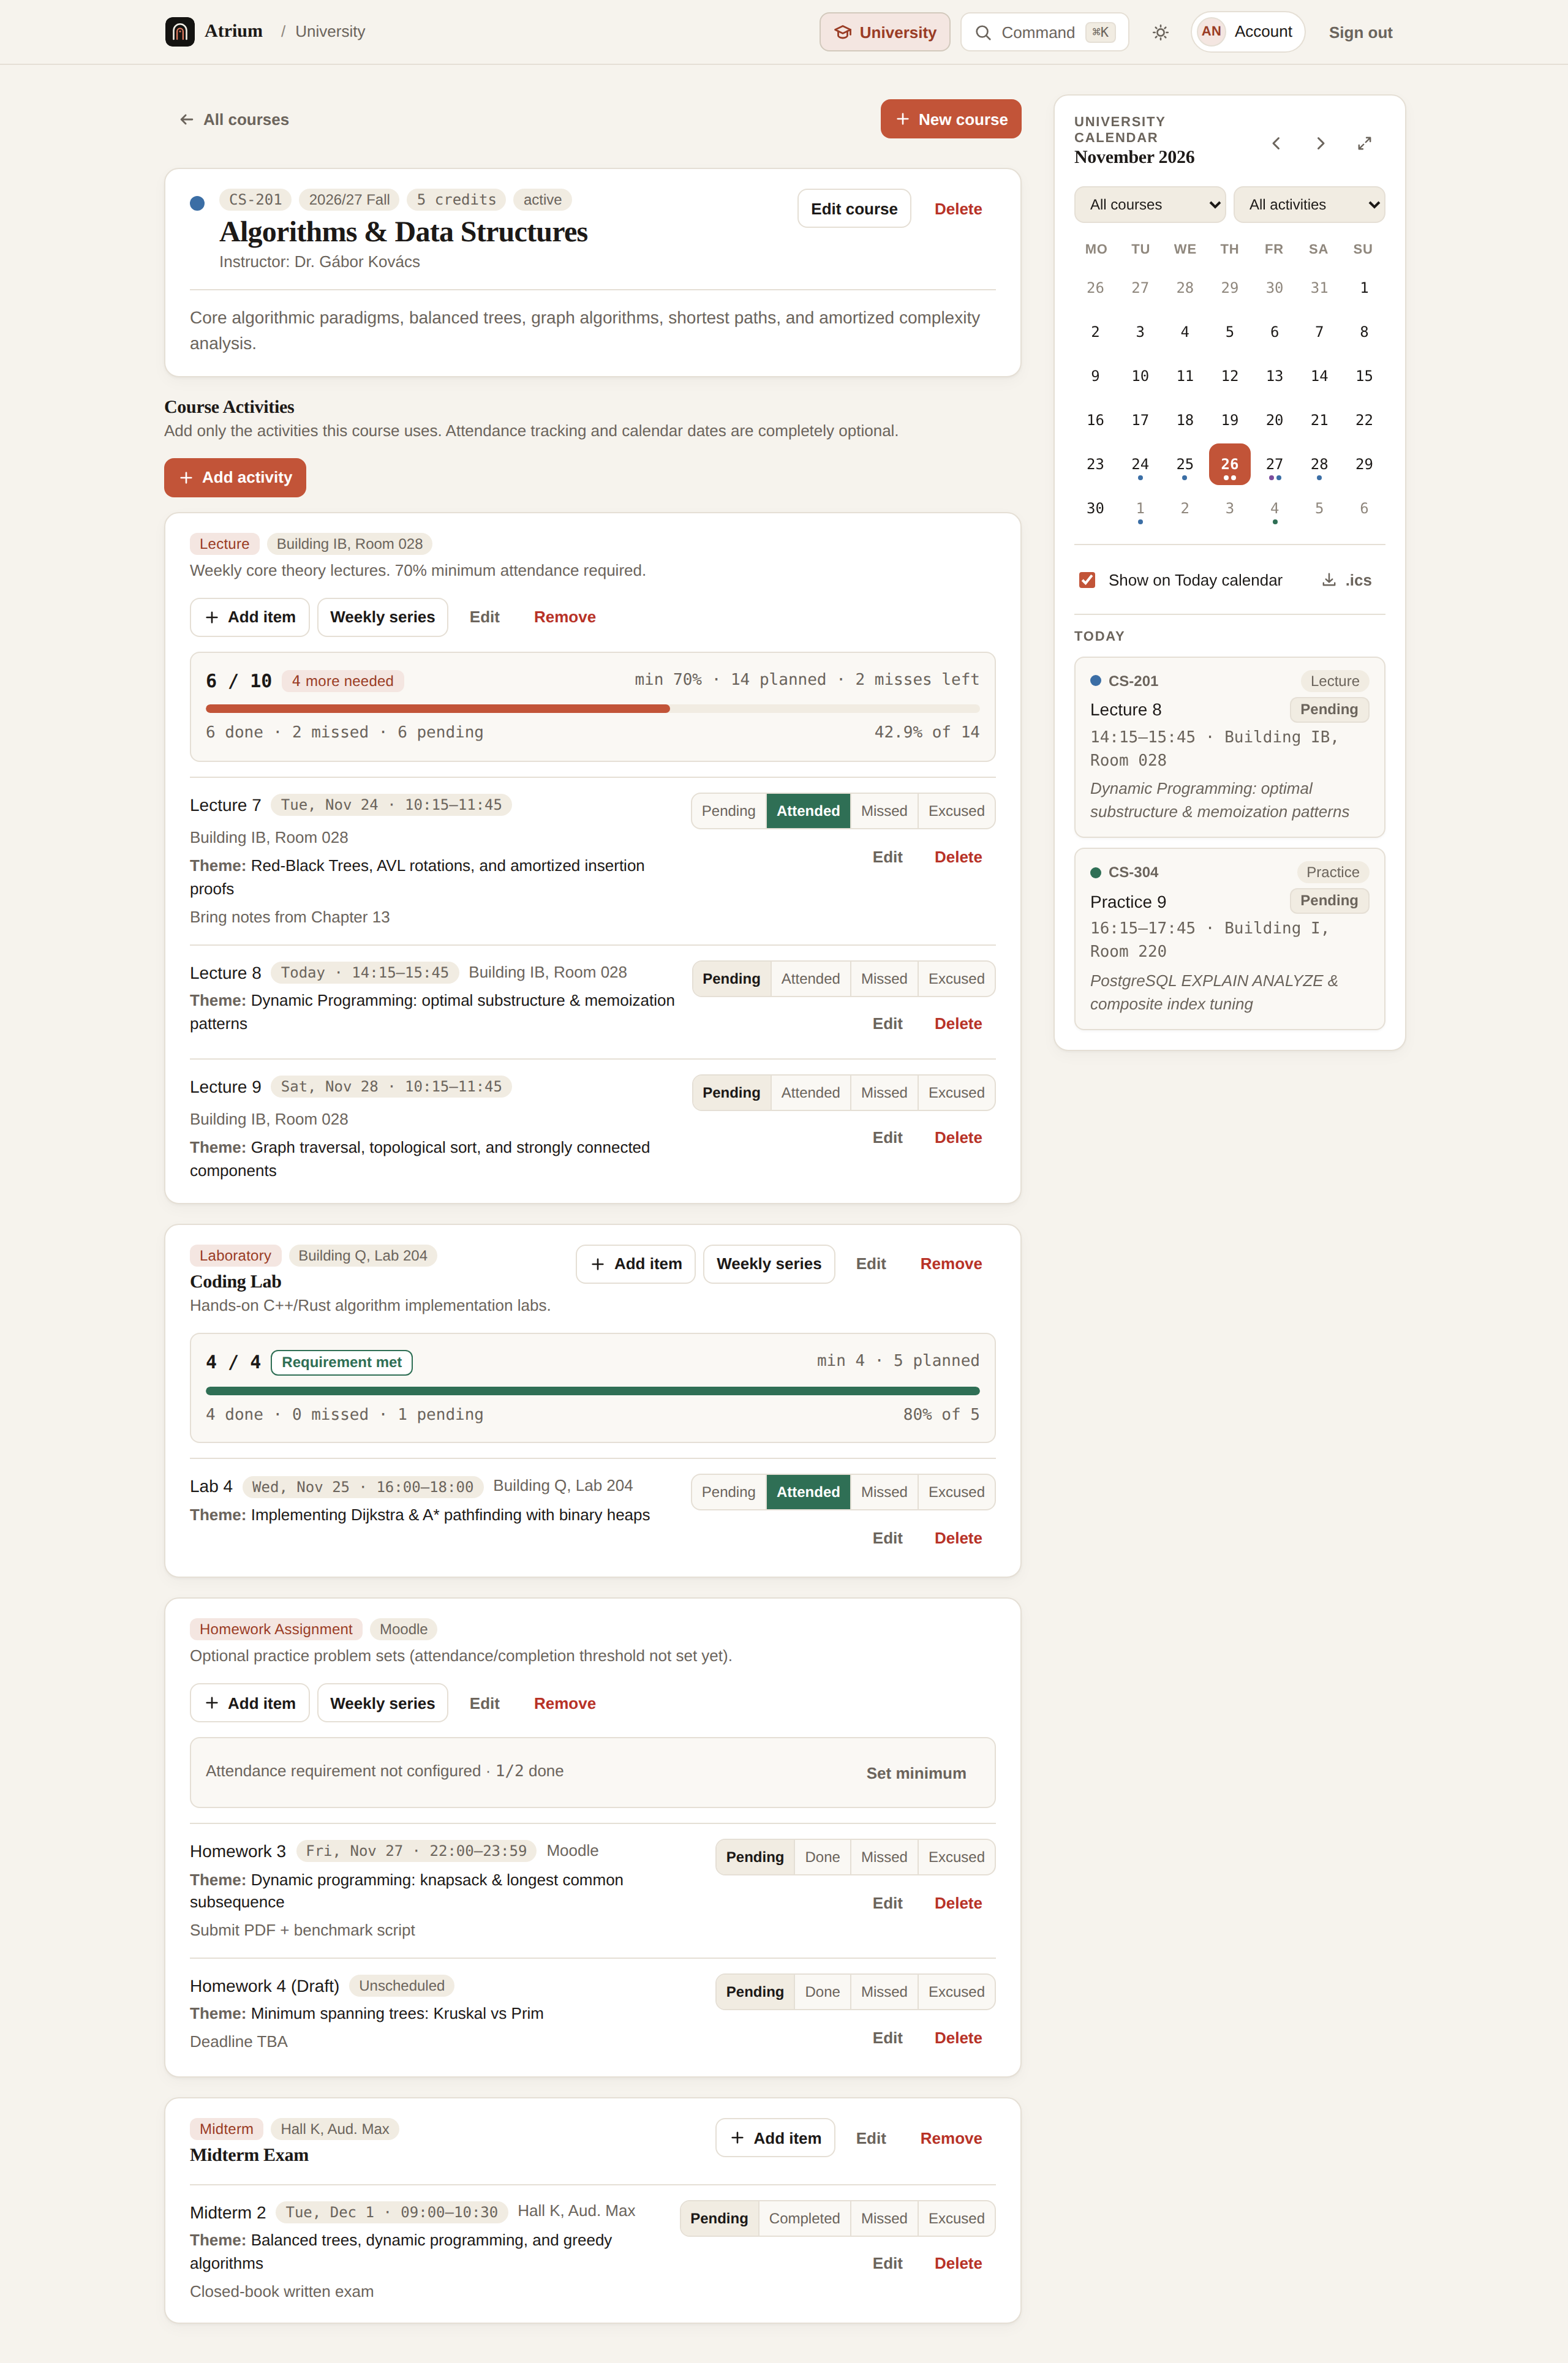 Atrium / University
University
Command ⌘K
AN Account
Sign out
All courses
+ New course
CS-201 2026/27 Fall 5 credits active
Algorithms & Data Structures
Instructor: Dr. Gábor Kovács
Edit course Delete
Core algorithmic paradigms, balanced trees, graph algorithms, shortest paths, and amortized complexity
analysis.
Course Activities
Add only the activities this course uses. Attendance tracking and calendar dates are completely optional.
+ Add activity
Lecture Building IB, Room 028
Weekly core theory lectures. 70% minimum attendance required.
+ Add item Weekly series Edit Remove
6 / 10 4 more needed min 70% · 14 planned · 2 misses left
6 done · 2 missed · 6 pending 42.9% of 14
Lecture 7 Tue, Nov 24 · 10:15–11:45
Building IB, Room 028
Theme: Red-Black Trees, AVL rotations, and amortized insertion
proofs
Bring notes from Chapter 13
Pending Attended Missed Excused
Edit Delete
Lecture 8 Today · 14:15–15:45 Building IB, Room 028
Theme: Dynamic Programming: optimal substructure & memoization
patterns
Pending Attended Missed Excused
Edit Delete
Lecture 9 Sat, Nov 28 · 10:15–11:45
Building IB, Room 028
Theme: Graph traversal, topological sort, and strongly connected
components
Pending Attended Missed Excused
Edit Delete
Laboratory Building Q, Lab 204
Coding Lab
Hands-on C++/Rust algorithm implementation labs.
+ Add item Weekly series Edit Remove
4 / 4 Requirement met min 4 · 5 planned
4 done · 0 missed · 1 pending 80% of 5
Lab 4 Wed, Nov 25 · 16:00–18:00 Building Q, Lab 204
Theme: Implementing Dijkstra & A* pathfinding with binary heaps
Pending Attended Missed Excused
Edit Delete
Homework Assignment Moodle
Optional practice problem sets (attendance/completion threshold not set yet).
+ Add item Weekly series Edit Remove
Attendance requirement not configured · 1/2 done Set minimum
Homework 3 Fri, Nov 27 · 22:00–23:59 Moodle
Theme: Dynamic programming: knapsack & longest common
subsequence
Submit PDF + benchmark script
Pending Done Missed Excused
Edit Delete
Homework 4 (Draft) Unscheduled
Theme: Minimum spanning trees: Kruskal vs Prim
Deadline TBA
Pending Done Missed Excused
Edit Delete
Midterm Hall K, Aud. Max
Midterm Exam
+ Add item Edit Remove
Midterm 2 Tue, Dec 1 · 09:00–10:30 Hall K, Aud. Max
Theme: Balanced trees, dynamic programming, and greedy
algorithms
Closed-book written exam
Pending Completed Missed Excused
Edit Delete
UNIVERSITY
CALENDAR
November 2026
All courses All activities
MO TU WE TH FR SA SU
26 27 28 29 30 31 1
2 3 4 5 6 7 8
9 10 11 12 13 14 15
16 17 18 19 20 21 22
23 24 25 26 27 28 29
30 1 2 3 4 5 6
Show on Today calendar .ics
TODAY
CS-201 Lecture
Lecture 8 Pending
14:15–15:45 · Building IB,
Room 028
Dynamic Programming: optimal
substructure & memoization patterns
CS-304 Practice
Practice 9 Pending
16:15–17:45 · Building I,
Room 220
PostgreSQL EXPLAIN ANALYZE &
composite index tuning